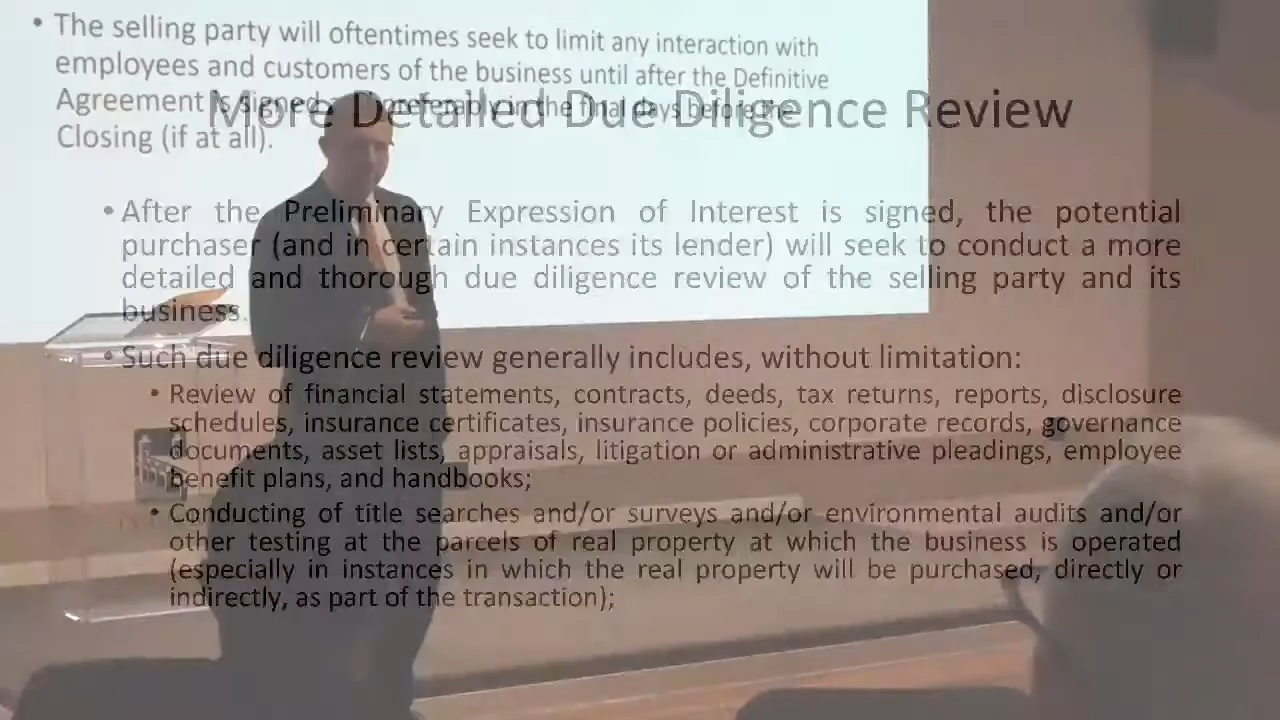 • The selling party will oftentimes seek to limit any interaction with
employees and customers of the business until after the Definitive
Agreement is signed and preferably in the final days before the
Closing (if at all).
More Detailed Due Diligence Review
• After the Preliminary Expression of Interest is signed, the potential
purchaser (and in certain instances its lender) will seek to conduct a more
detailed and thorough due diligence review of the selling party and its
business.
• Such due diligence review generally includes, without limitation:
• Review of financial statements, contracts, deeds, tax returns, reports, disclosure
schedules, insurance certificates, insurance policies, corporate records, governance
documents, asset lists, appraisals, litigation or administrative pleadings, employee
benefit plans, and handbooks;
• Conducting of title searches and/or surveys and/or environmental audits and/or
other testing at the parcels of real property at which the business is operated
(especially in instances in which the real property will be purchased, directly or
indirectly, as part of the transaction);